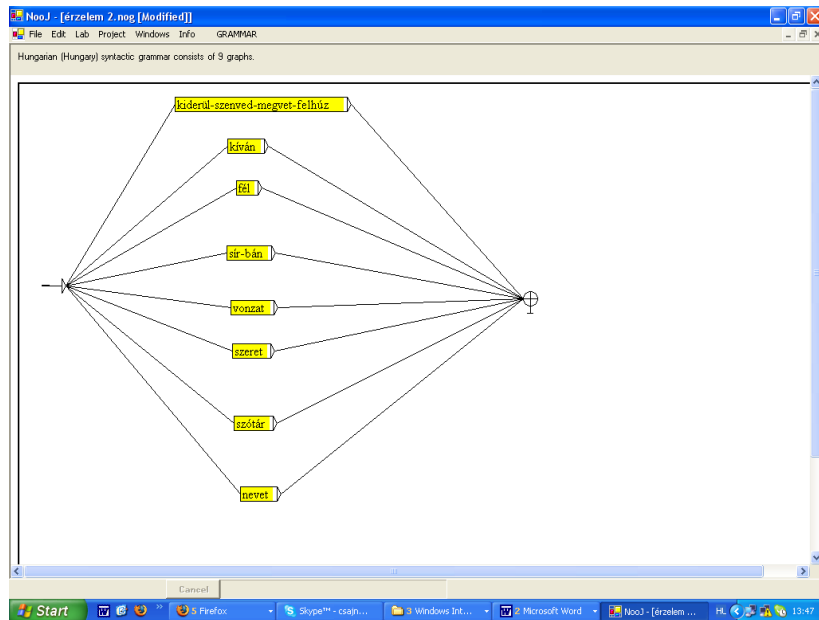 NooJ - [érzelem 2.nog [Modified]]
File Edit Lab Project Windows Info GRAMMAR
Hungarian (Hungary) syntactic grammar consists of 9 graphs.
kiderül-szenved-megvet-felhúz
kíván
fél
sír-bán
vonzat
szeret
szótár
nevet
Cancel
Start 5 Firefox Skype™ - csajn... 3 Windows Int... 2 Microsoft Word NooJ - [érzelem ... HL 13:47